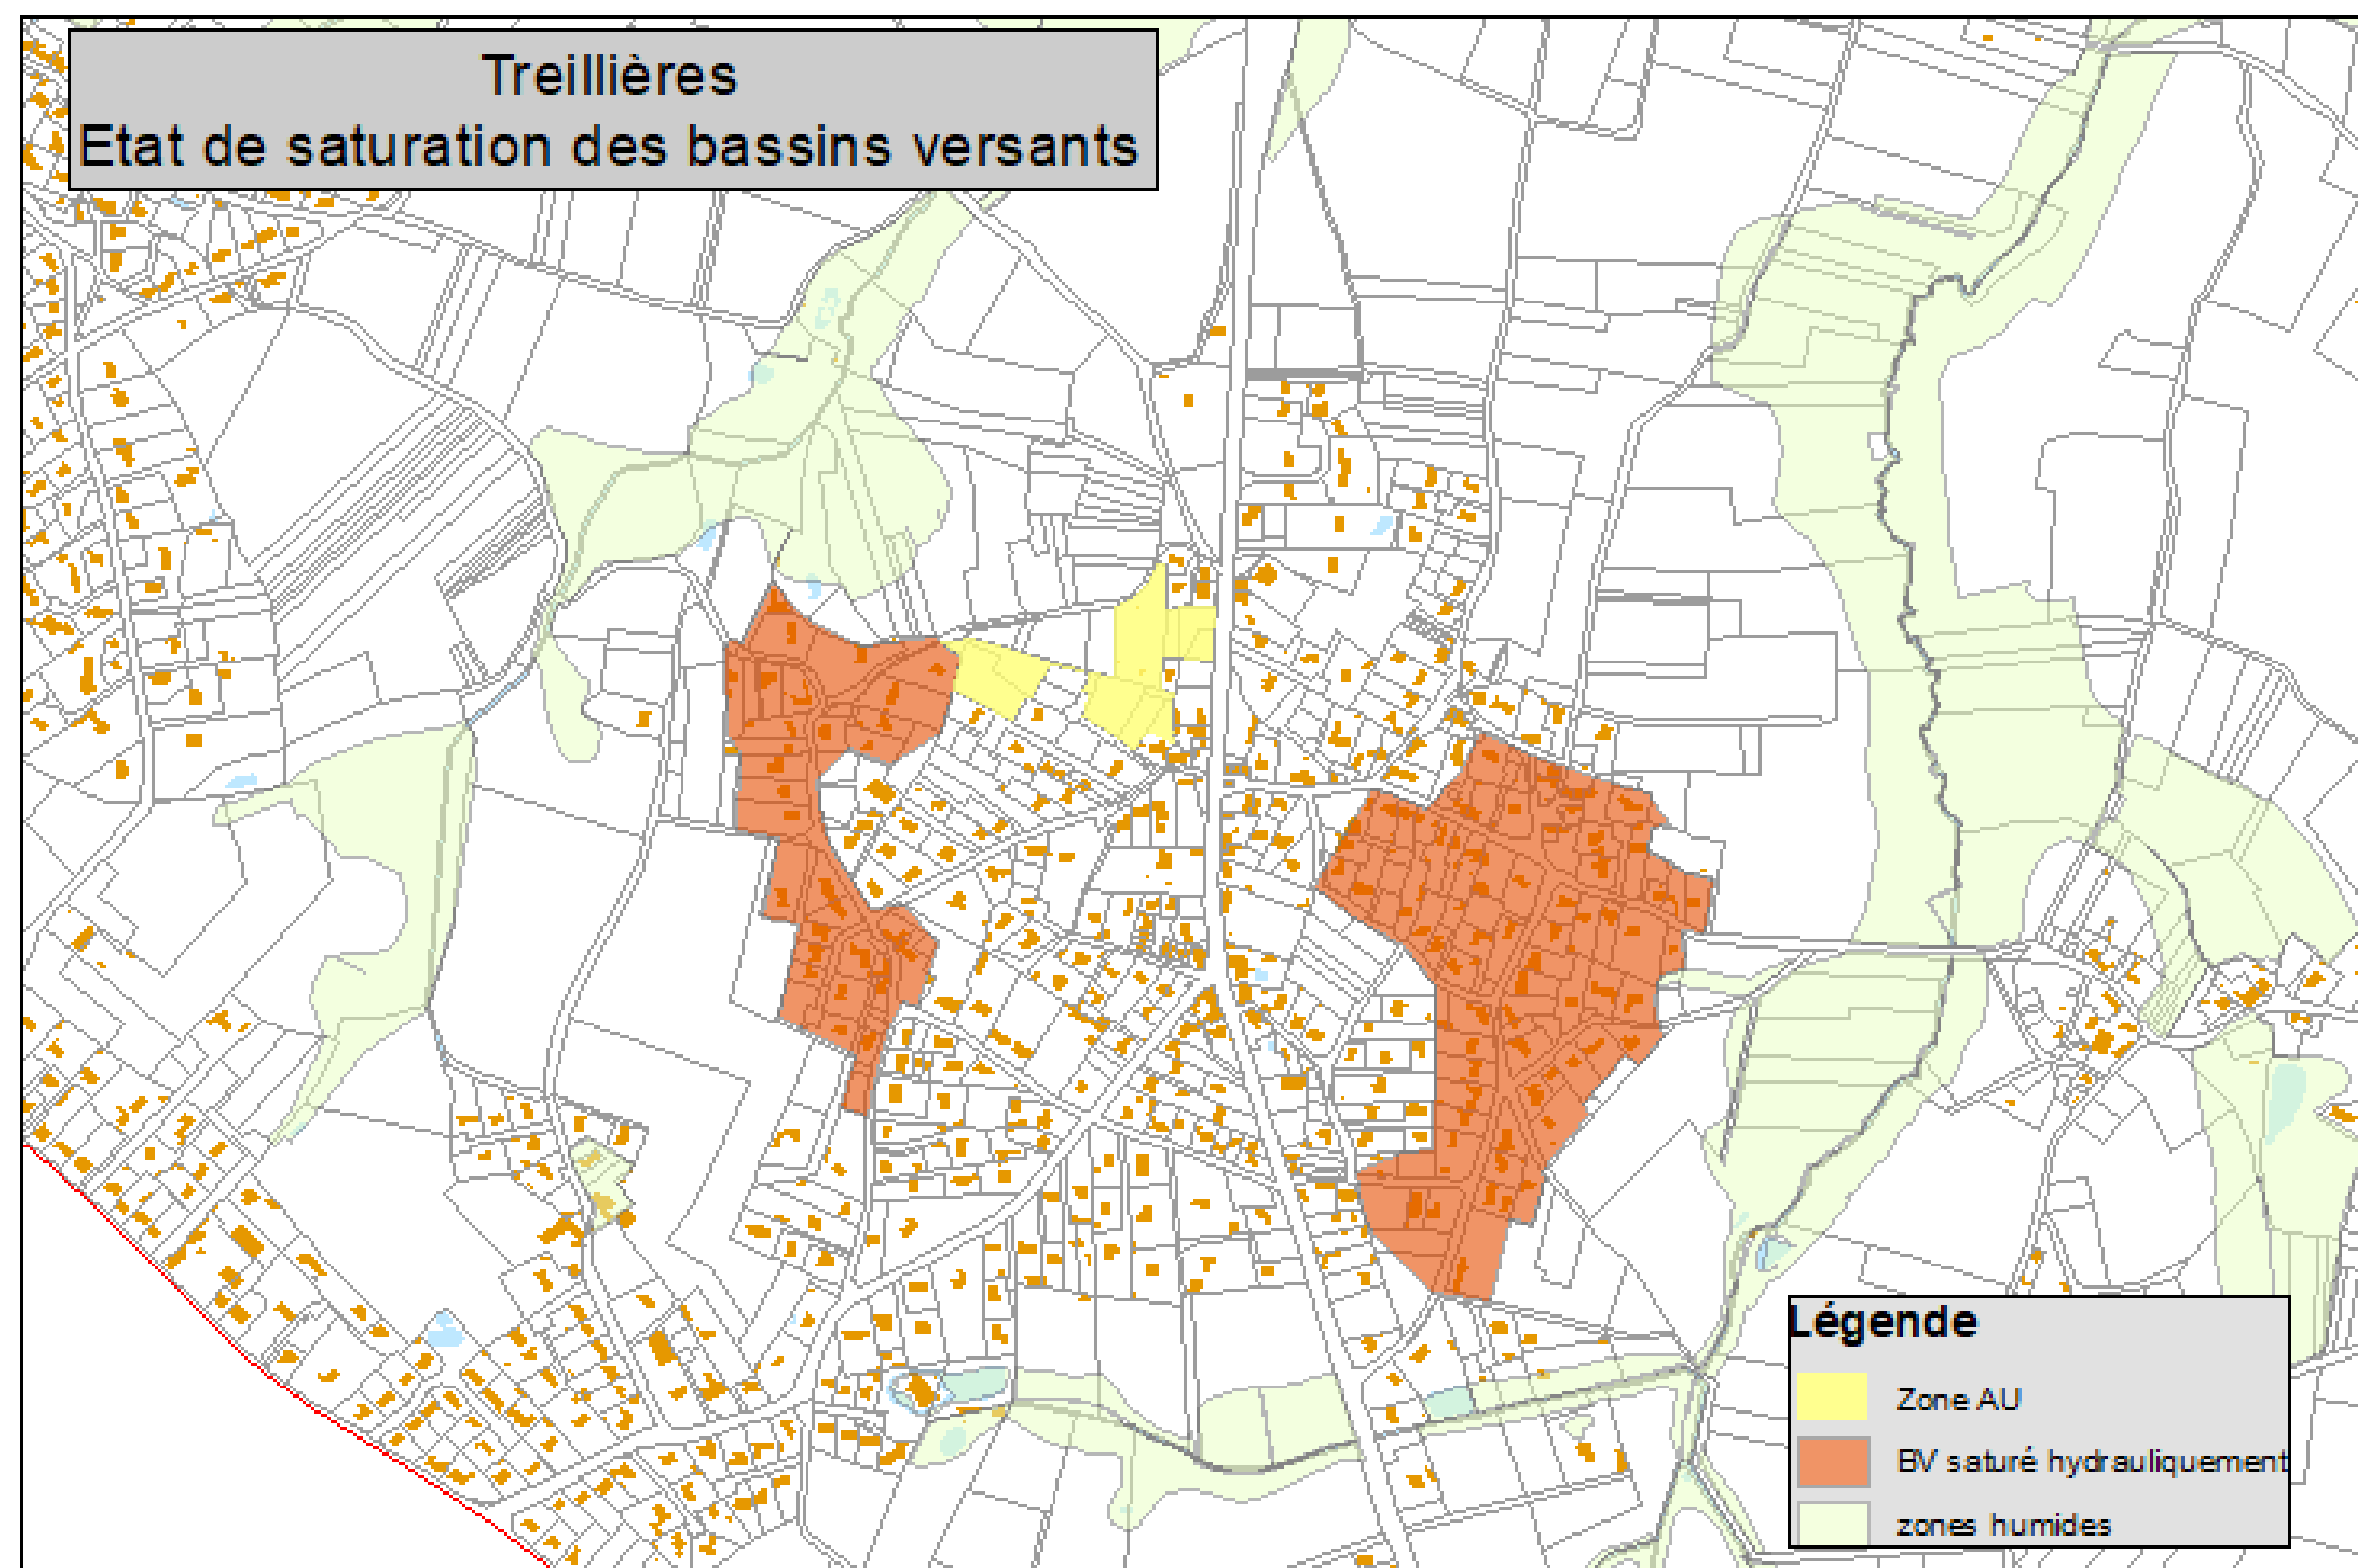 Treillières
Etat de saturation des bassins versants
Légende
Zone AU
BV saturé hydrauliquement
zones humides